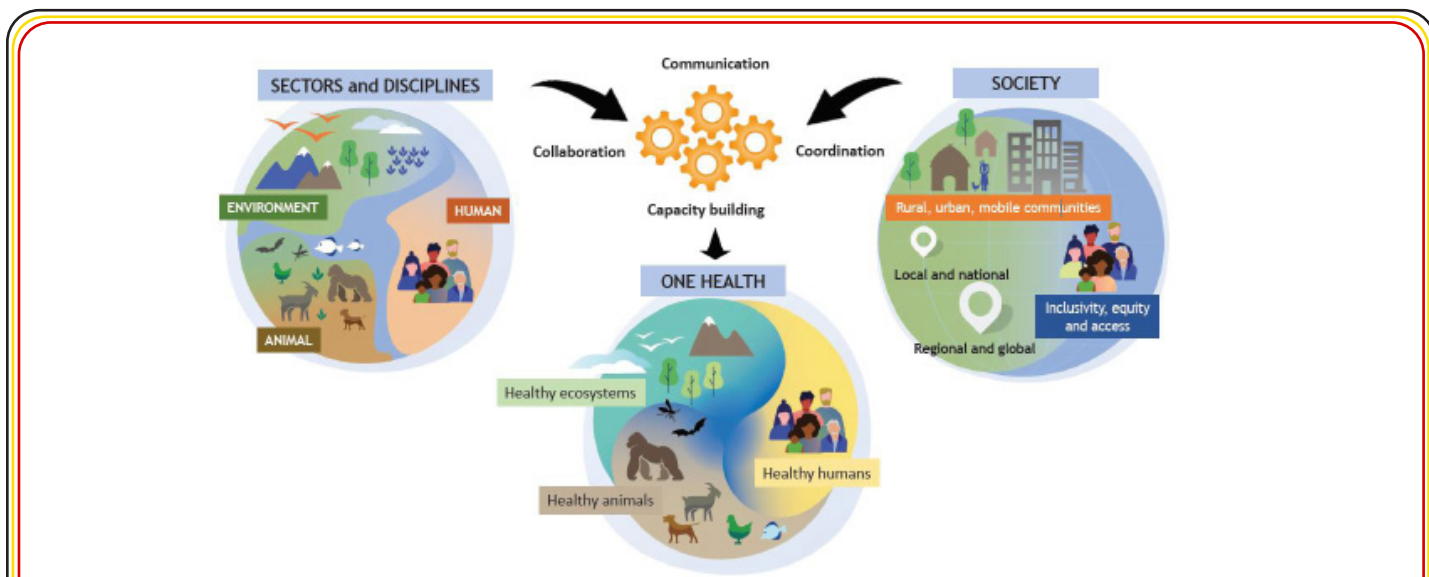 SECTORS and DISCIPLINES
ENVIRONMENT
HUMAN
ANIMAL
Communication
Collaboration
Coordination
Capacity building
SOCIETY
Rural, urban, mobile communities
Local and national
Inclusivity, equity
and access
Regional and global
ONE HEALTH
Healthy ecosystems
Healthy humans
Healthy animals